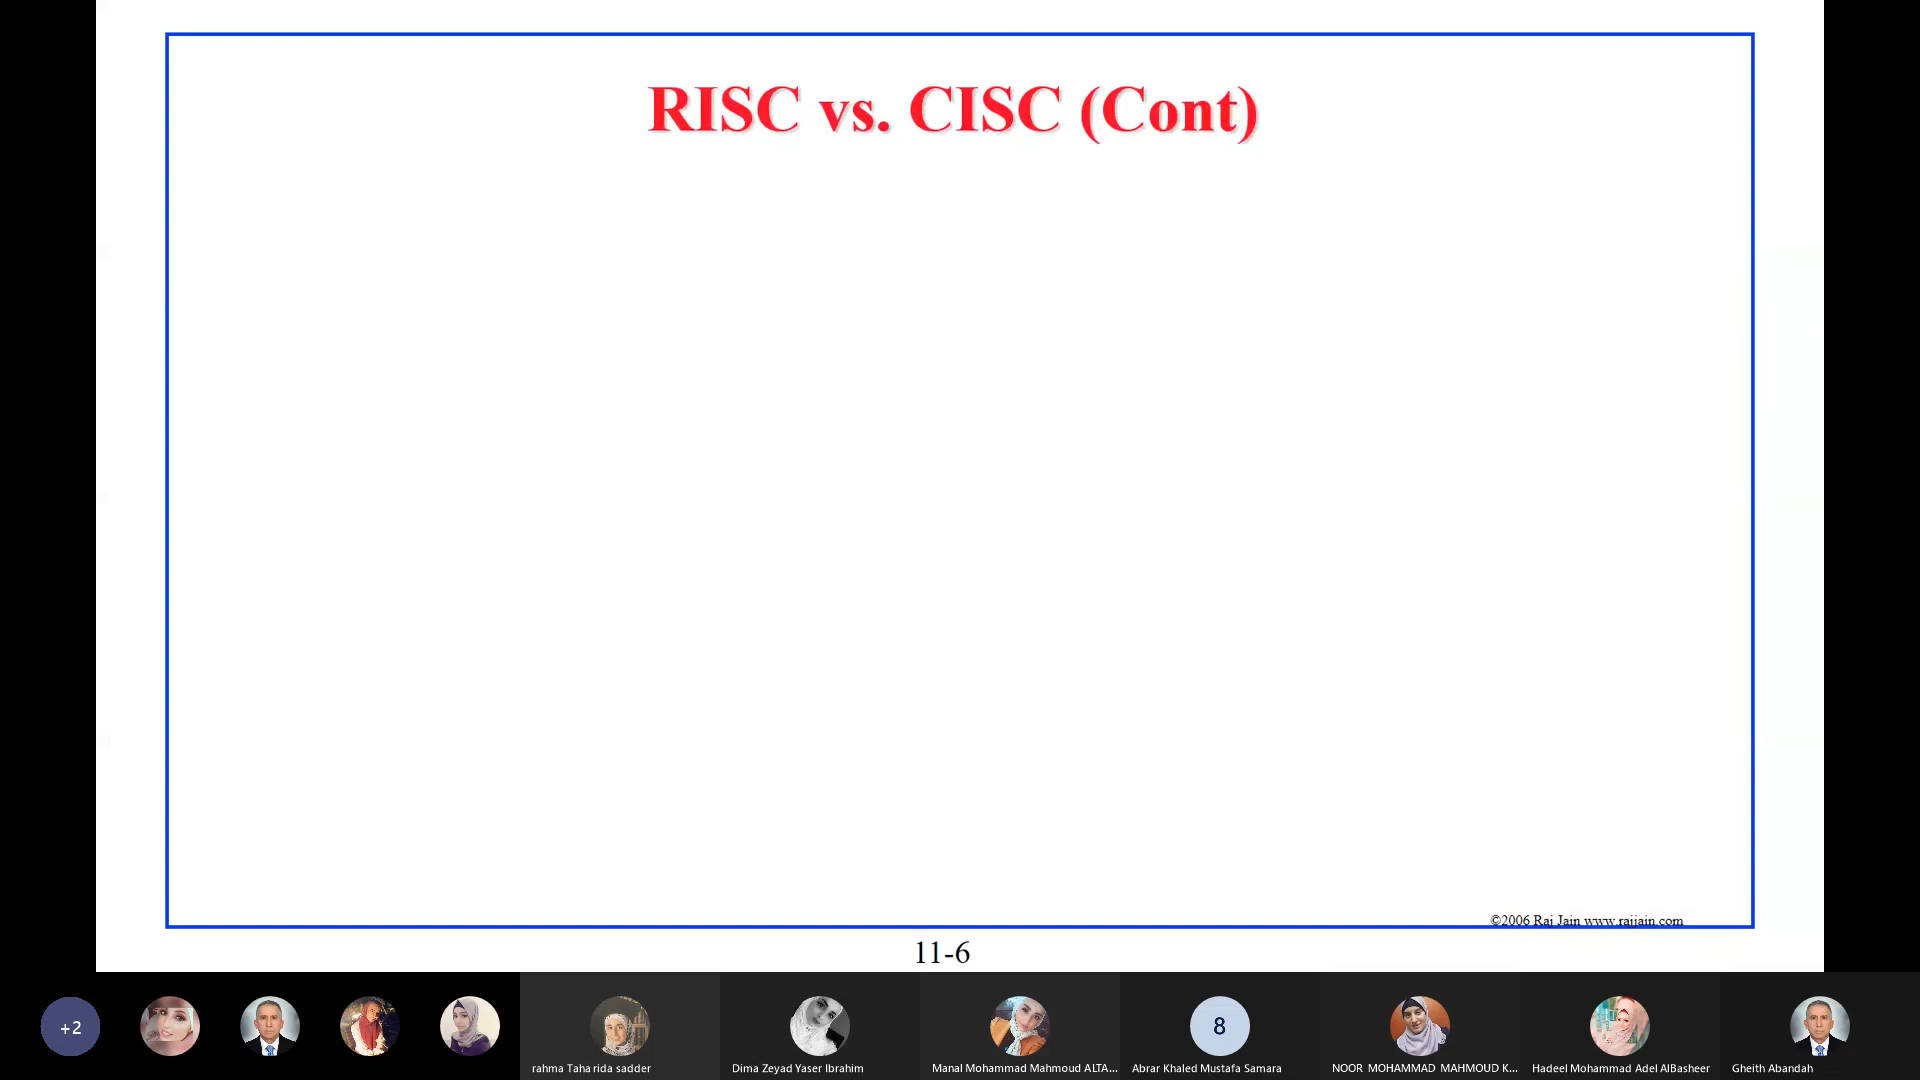 RISC vs. CISC (Cont)
©2006 Raj Jain www.rajjain.com
11-6
+2
8
rahma Taha rida sadder
Dima Zeyad Yaser Ibrahim
Manal Mohammad Mahmoud ALTA...
Abrar Khaled Mustafa Samara
NOOR MOHAMMAD MAHMOUD K...
Hadeel Mohammad Adel AlBasheer
Gheith Abandah